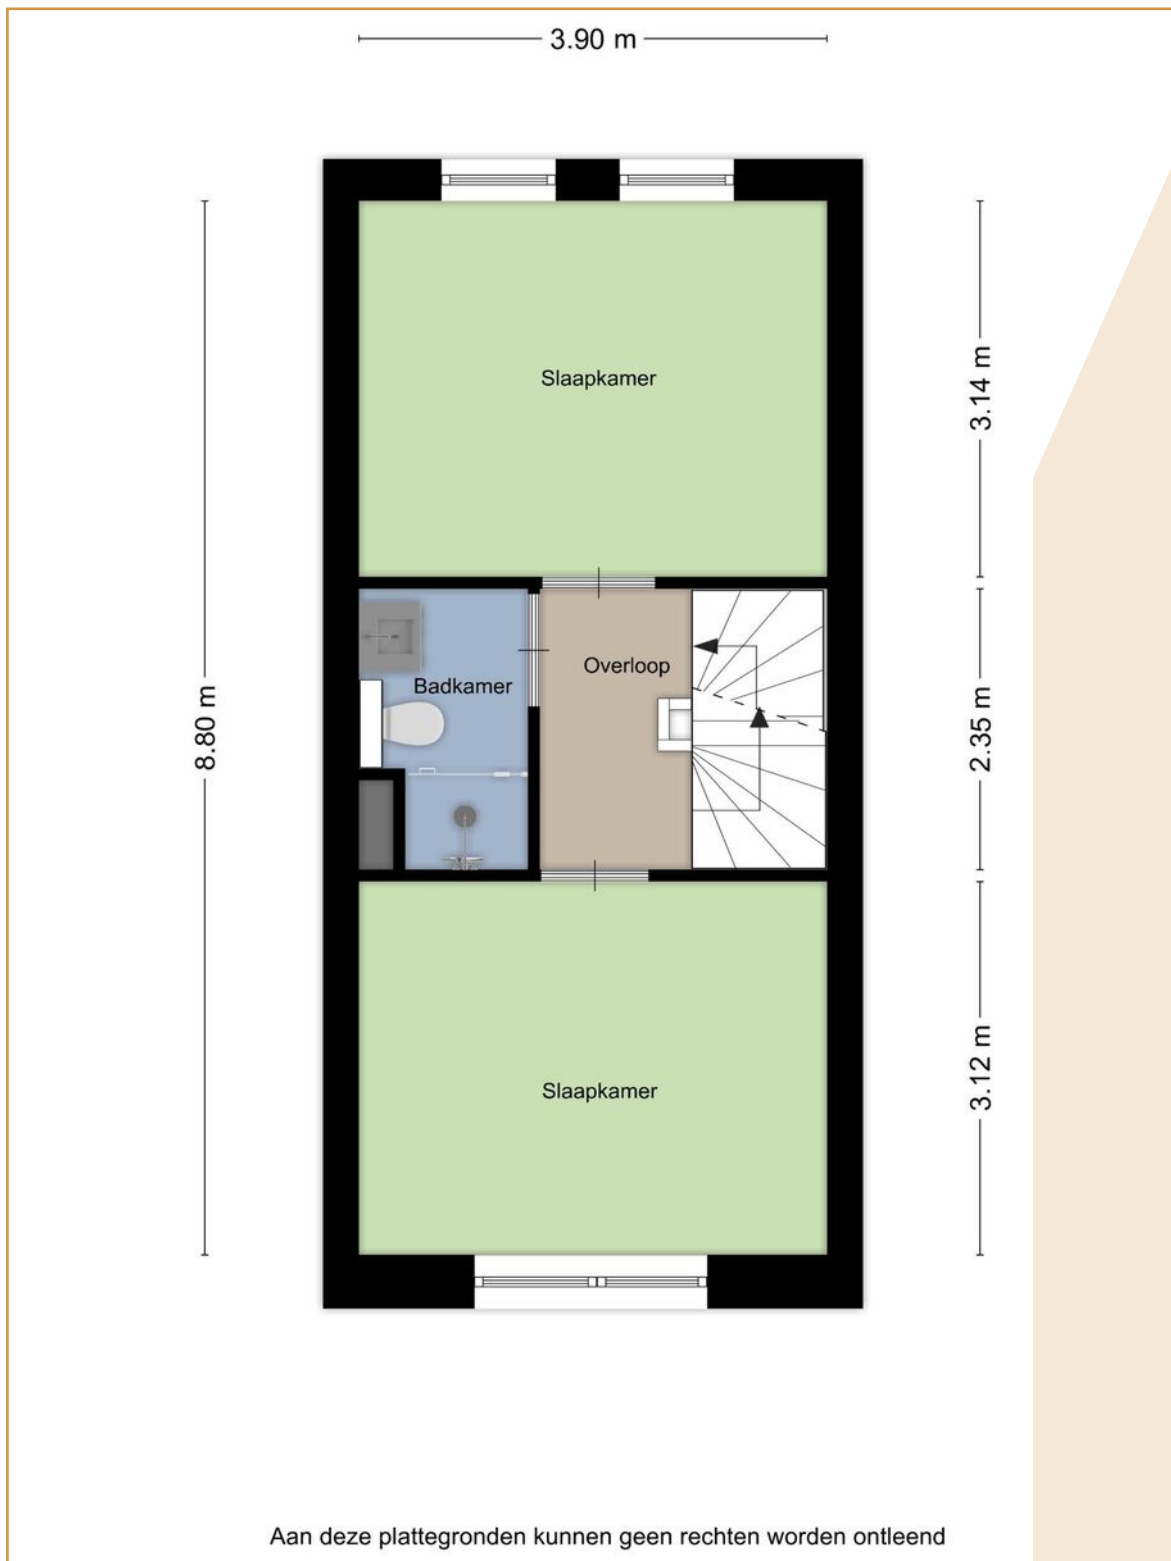 3.90 m
Slaapkamer
3.14 m
Overloop
Badkamer
8.80 m
2.35 m
Slaapkamer
3.12 m
Aan deze plattegronden kunnen geen rechten worden ontleend